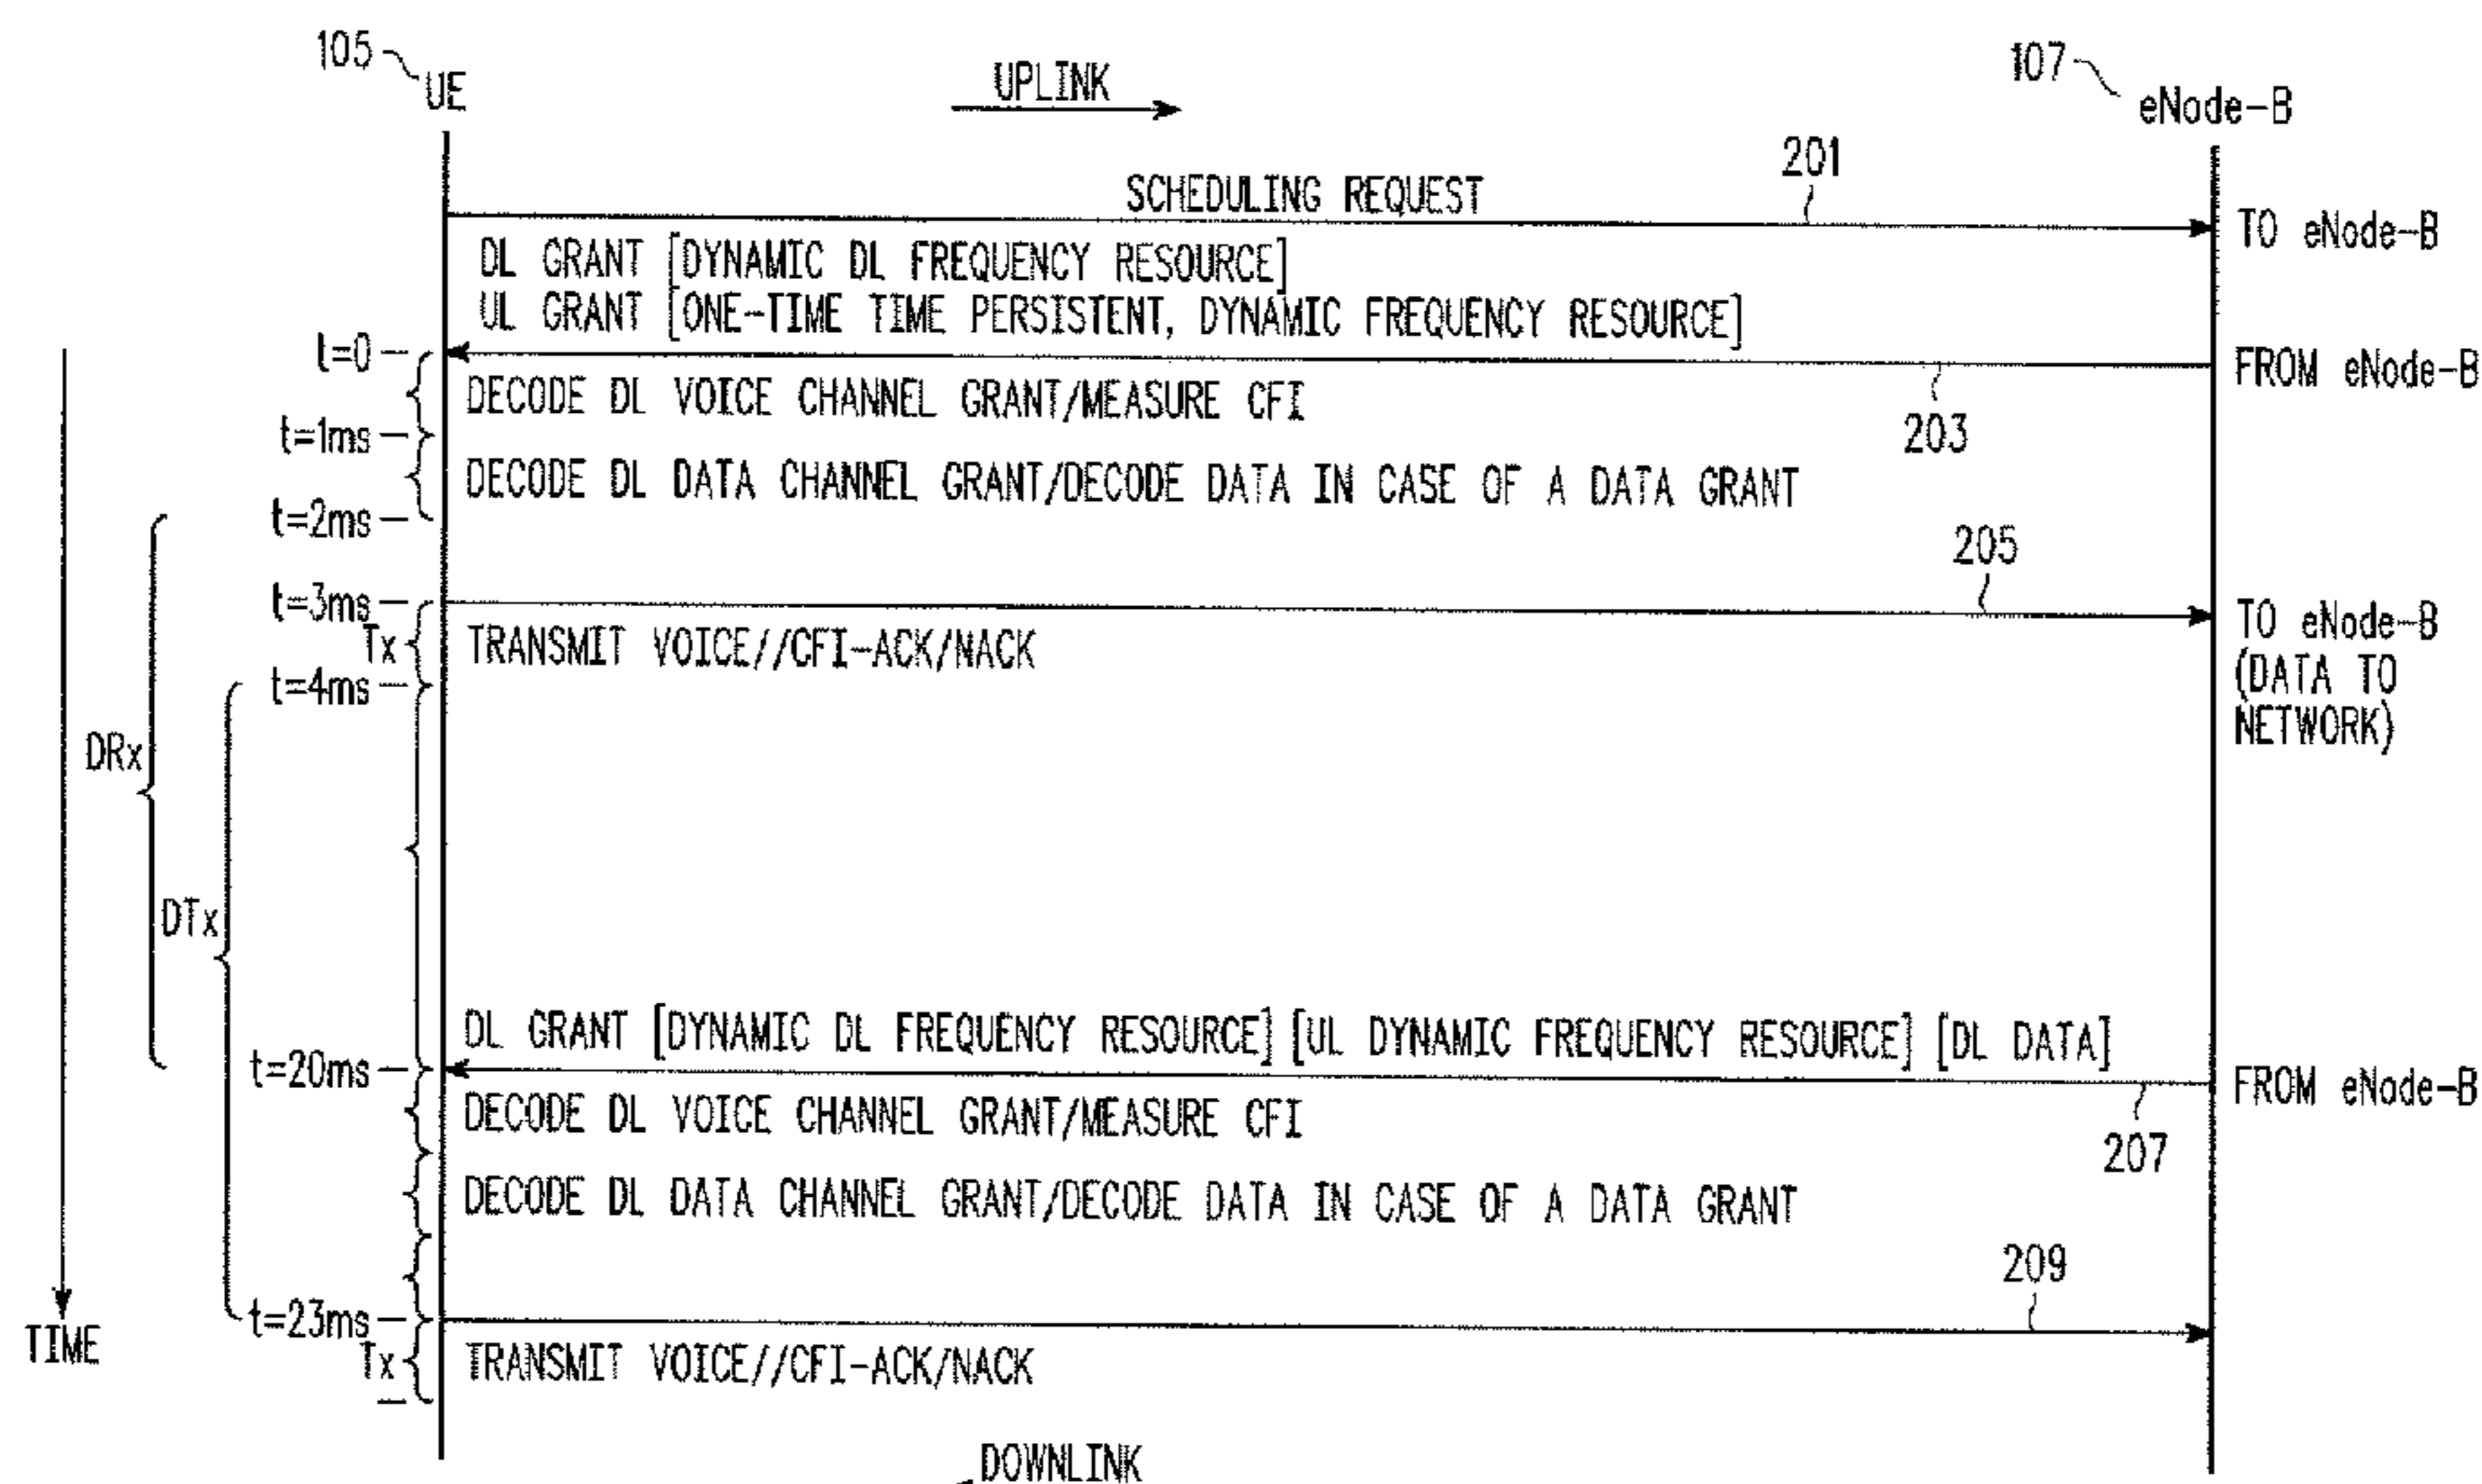 105
UE
UPLINK
107
eNode-B
201
SCHEDULING REQUEST
TO eNode-B
DL GRANT [DYNAMIC DL FREQUENCY RESOURCE]
UL GRANT [ONE-TIME TIME PERSISTENT, DYNAMIC FREQUENCY RESOURCE]
t=0
FROM eNode-B
DECODE DL VOICE CHANNEL GRANT/MEASURE CFI
203
t=1ms
DECODE DL DATA CHANNEL GRANT/DECODE DATA IN CASE OF A DATA GRANT
t=2ms
205
t=3ms
TO eNode-B
(DATA TO
NETWORK)
Tx
TRANSMIT VOICE//CFI-ACK/NACK
t=4ms
DRx
DTx
DL GRANT [DYNAMIC DL FREQUENCY RESOURCE] [UL DYNAMIC FREQUENCY RESOURCE] [DL DATA]
t=20ms
FROM eNode-B
DECODE DL VOICE CHANNEL GRANT/MEASURE CFI
207
DECODE DL DATA CHANNEL GRANT/DECODE DATA IN CASE OF A DATA GRANT
209
t=23ms
TIME
Tx
TRANSMIT VOICE//CFI-ACK/NACK
DOWNLINK